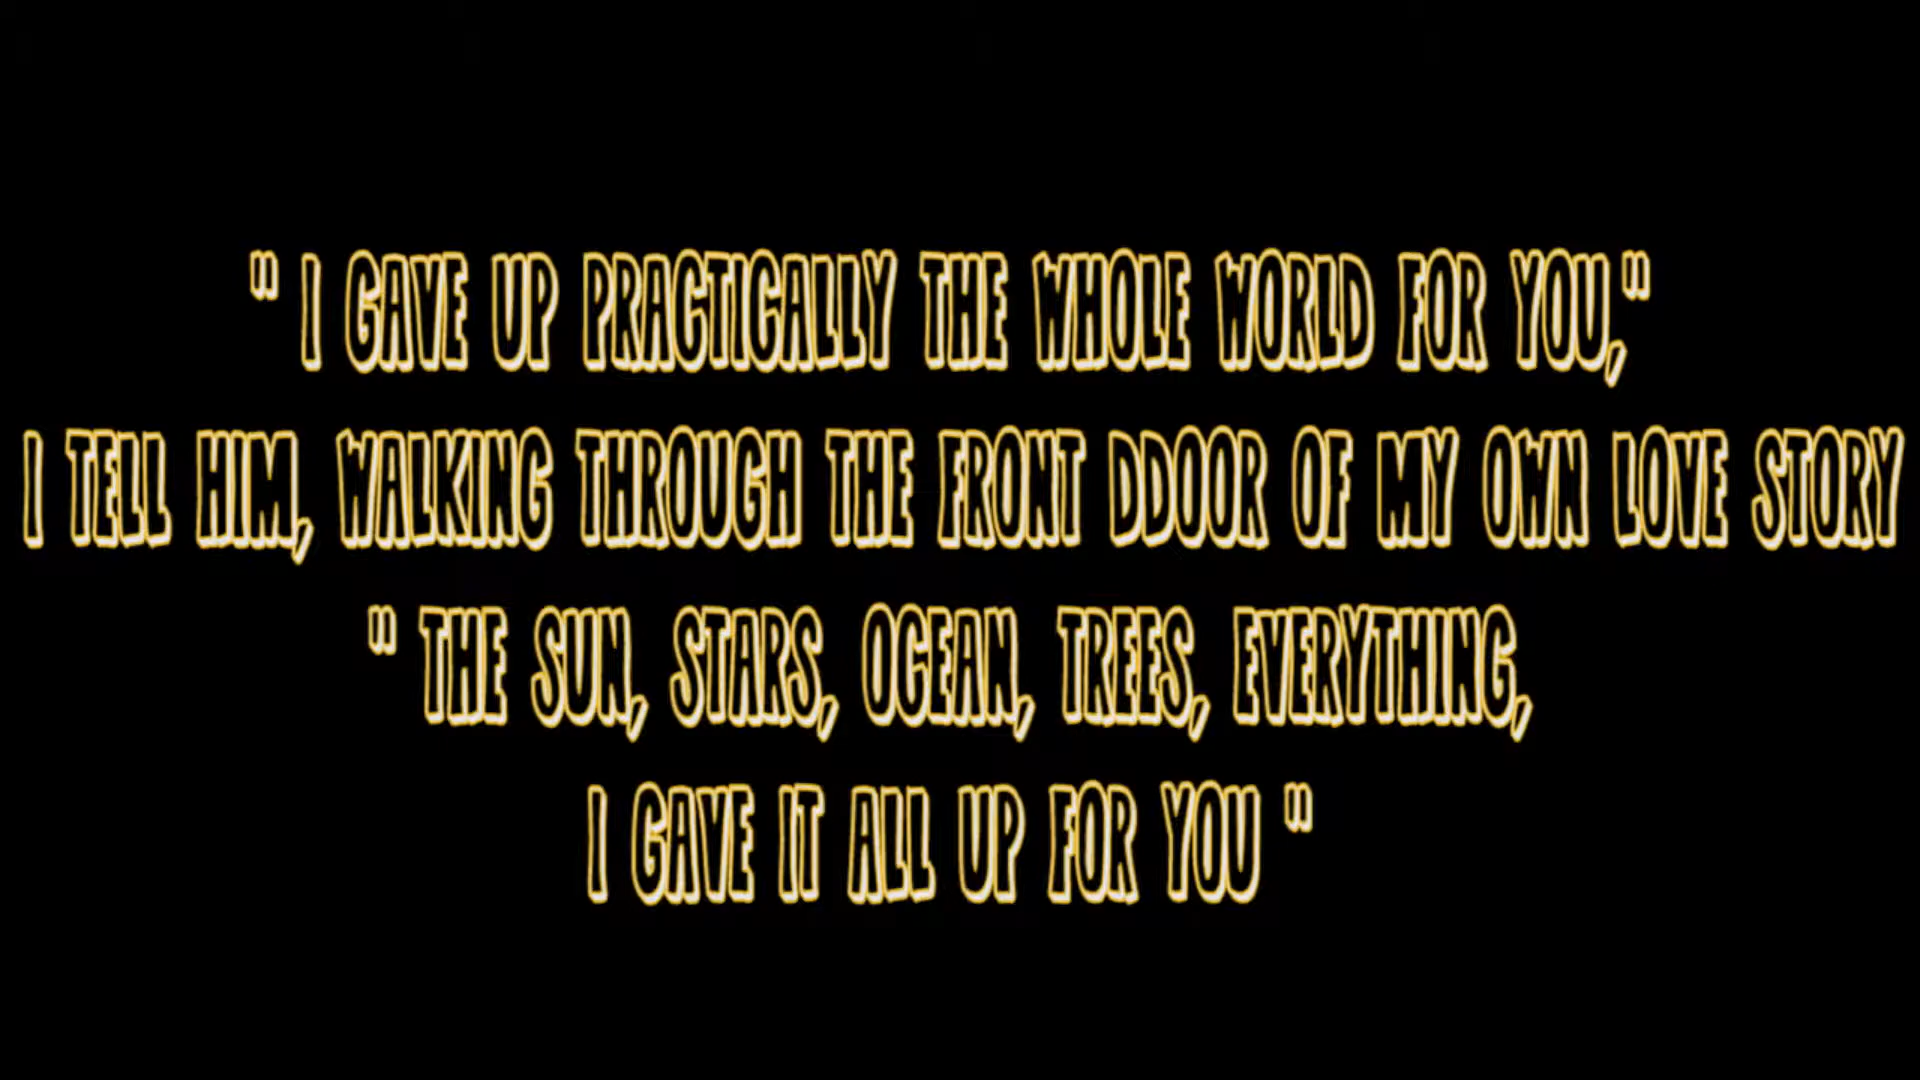 " I GAVE UP PRACTICALLY THE WHOLE WORLD FOR YOU,"
I TELL HIM, WALKING THROUGH THE FRONT DDOOR OF MY OWN LOVE STORY
" THE SUN, STARS, OCEAN, TREES, EVERYTHING,
I GAVE IT ALL UP FOR YOU "